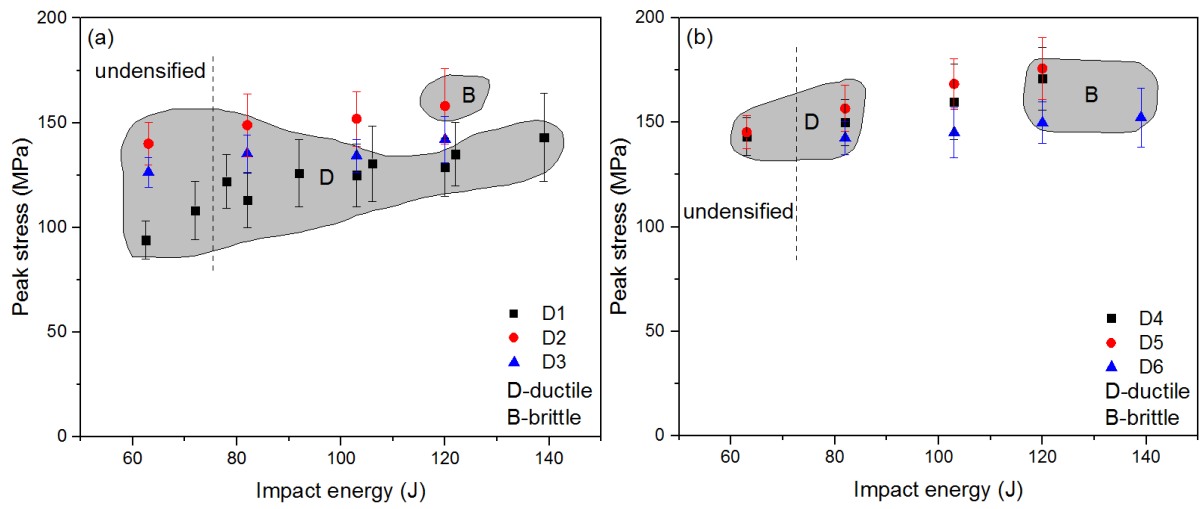 (a)
undensified
B
D
D1
D2
D3
D-ductile
B-brittle
200
150
100
50
0
Peak stress (MPa)
60
80
100
120
140
Impact energy (J)
(b)
D
B
undensified
D4
D5
D6
D-ductile
B-brittle
200
150
100
50
0
Peak stress (MPa)
60
80
100
120
140
Impact energy (J)